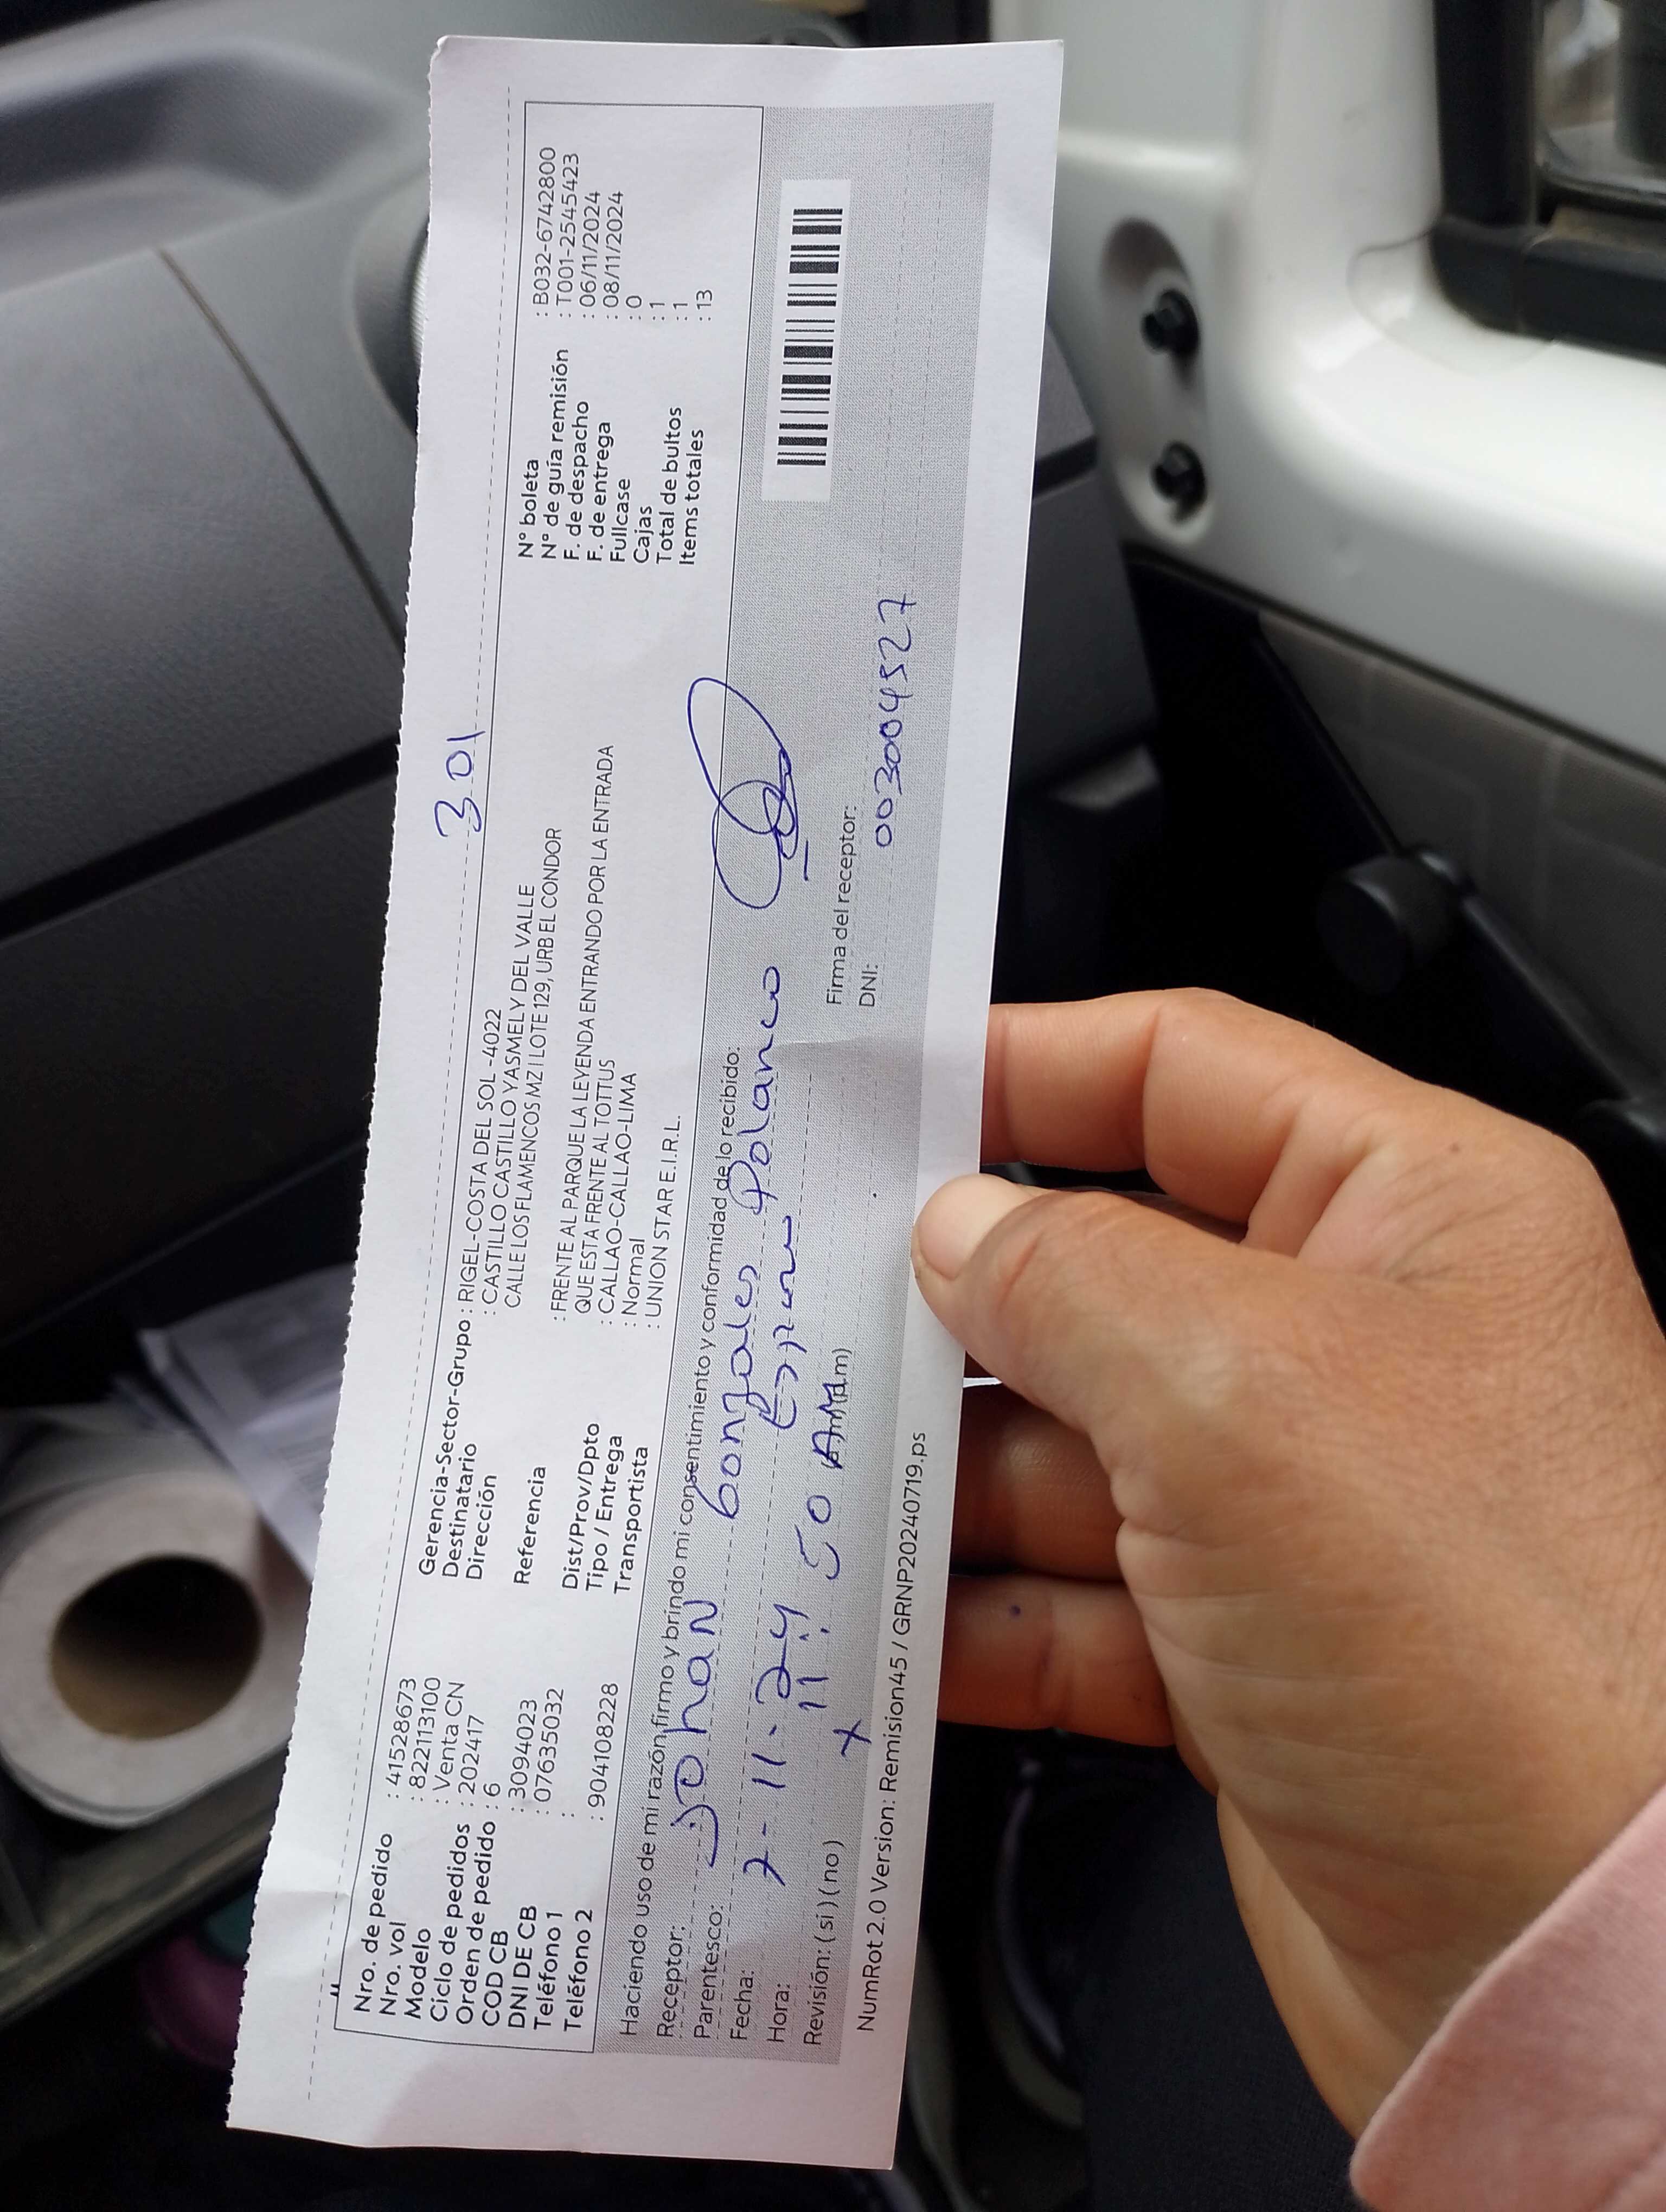 301
Nro. de pedido : 41528673
Nro. vol : 82211310​0
Modelo : Venta CN
Ciclo de pedidos : 202417
Orden de pedido : 6
COD CB : 3094023
DNI DE CB : 07635032
Teléfono 1 :
Teléfono 2 : 904108228
Gerencia-Sector-Grupo : RIGEL-COSTA DEL SOL-4022
Destinatario : CASTILLO CASTILLO YASMELY DEL VALLE
Dirección CALLE LOS FLAMENCOS MZ I LOTE 129, URB EL CONDOR
Referencia : FRENTE AL PARQUE LA LEYENDA ENTRANDO POR LA ENTRADA
QUE ESTA FRENTE AL TOTTUS
Dist/Prov/Dpto : CALLAO-CALLAO-LIMA
Tipo / Entrega : Normal
Transportista : UNION STAR E.I.R.L.
N° boleta : B032-6742800
N° de guía remisión : T001-2545423
F. de despacho : 06/11/2024
F. de entrega : 08/11/2024
Fullcase : 0
Cajas : 1
Total de bultos : 1
Items totales : 13
Haciendo uso de mi razón, firmo y brindo mi consentimiento y conformidad de lo recibido:
Receptor: Johan Gonzales Polanco
Parentesco:
Fecha: 7-11-24
Hora: 11:50 AM
Revisión: ( si ) ( no ) x
Firma del receptor:
DNI: 003004527
NumRot 2.0 Version: Remision45 / GRNP20240719.ps